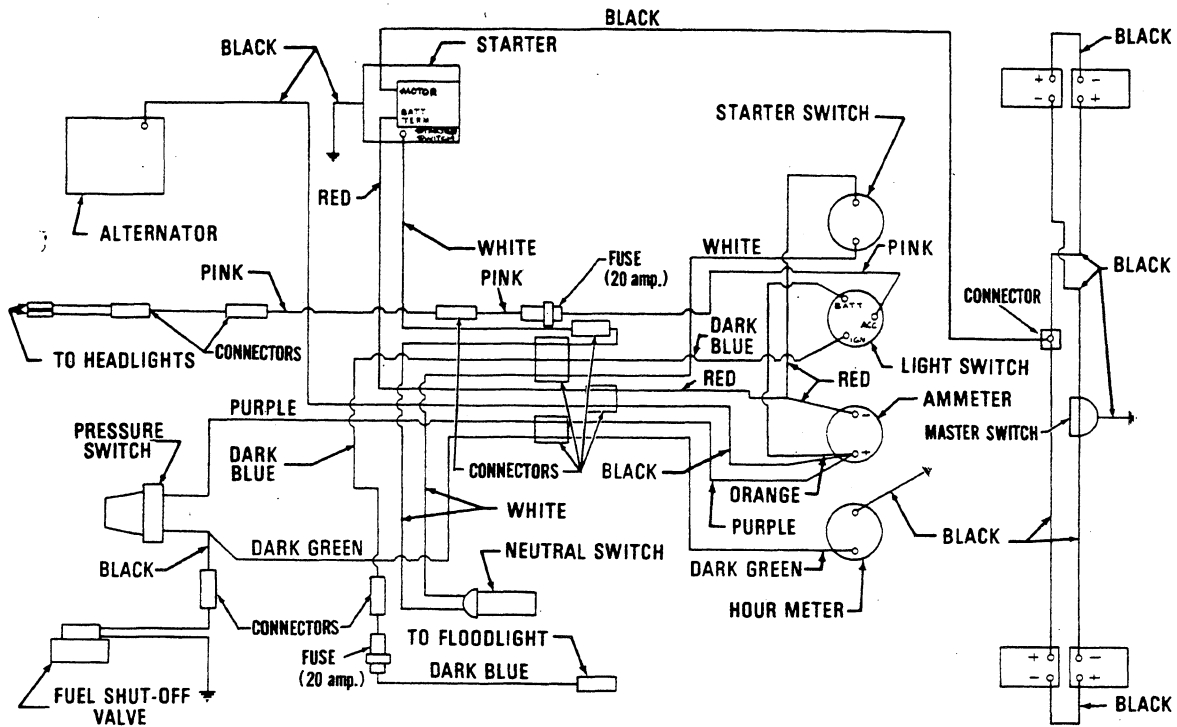 BLACK
BLACK
STARTER
BLACK
+ -
- +
MOTOR
BATT
TERM
STARTER SWITCH
RED
ALTERNATOR
WHITE
WHITE
PINK
FUSE
(20 amp.)
PINK
PINK
BLACK
CONNECTOR
BATT
ACC
IGN
TO HEADLIGHTS
CONNECTORS
DARK
BLUE
LIGHT SWITCH
RED
RED
AMMETER
-
+
PURPLE
MASTER SWITCH
PRESSURE
SWITCH
DARK
BLUE
CONNECTORS
BLACK
ORANGE
PURPLE
WHITE
BLACK
DARK GREEN
NEUTRAL SWITCH
DARK GREEN
BLACK
HOUR METER
CONNECTORS
TO FLOODLIGHT
FUSE
(20 amp.)
DARK BLUE
+ -
- +
FUEL SHUT-OFF
VALVE
BLACK